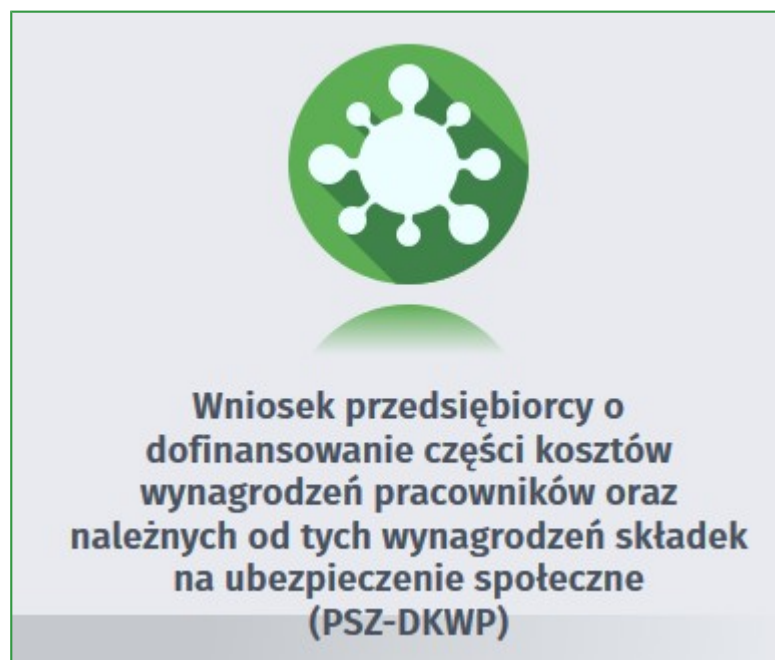 Wniosek przedsiębiorcy o
dofinansowanie części kosztów
wynagrodzeń pracowników oraz
należnych od tych wynagrodzeń składek
na ubezpieczenie społeczne
(PSZ-DKWP)